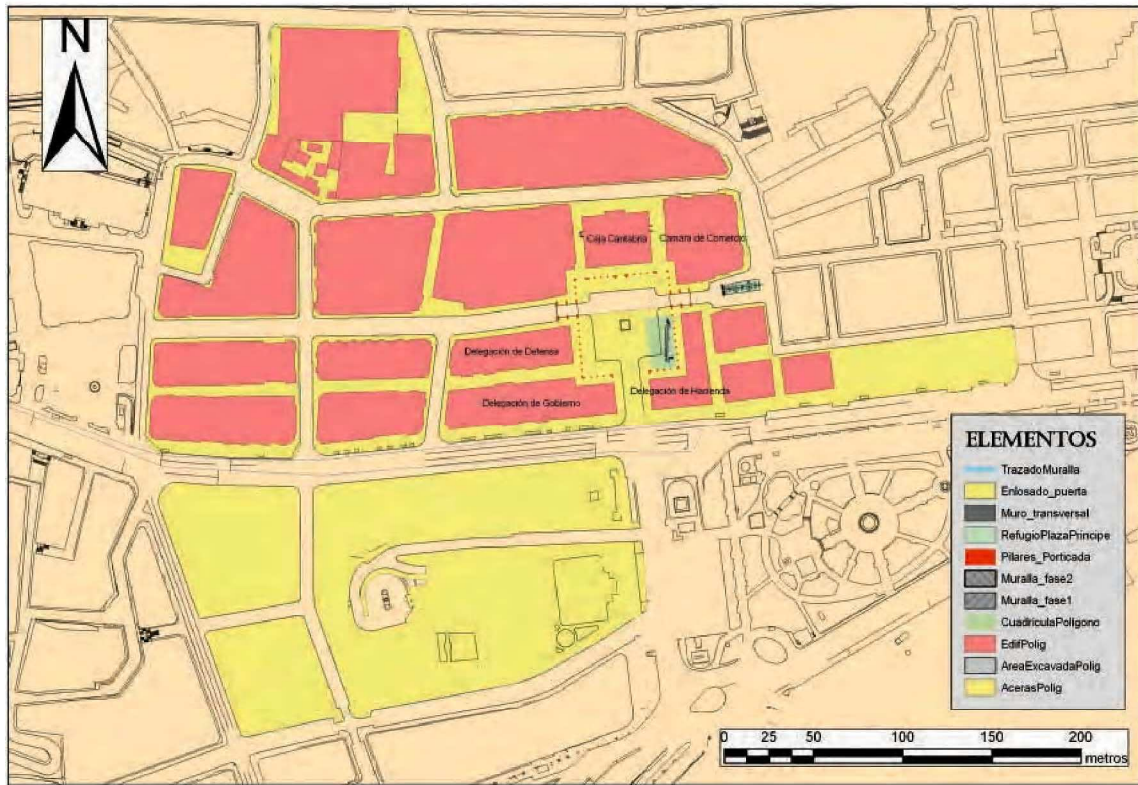 N
Caja Cantabria
Camara de Comercio
Delegación de Defensa
Delegación de Gobierno
Delegación de Hacienda
ELEMENTOS
TrazadoMuralla
Enlosado_puerta
Muro_transversal
RefugioPlazaPrincipe
Pilares_Porticada
Muralla_fase2
Muralla_fase1
CuadriculaPoligono
EdifPolig
AreaExcavadaPolig
AcerasPolig
0 25 50 100 150 200
metros